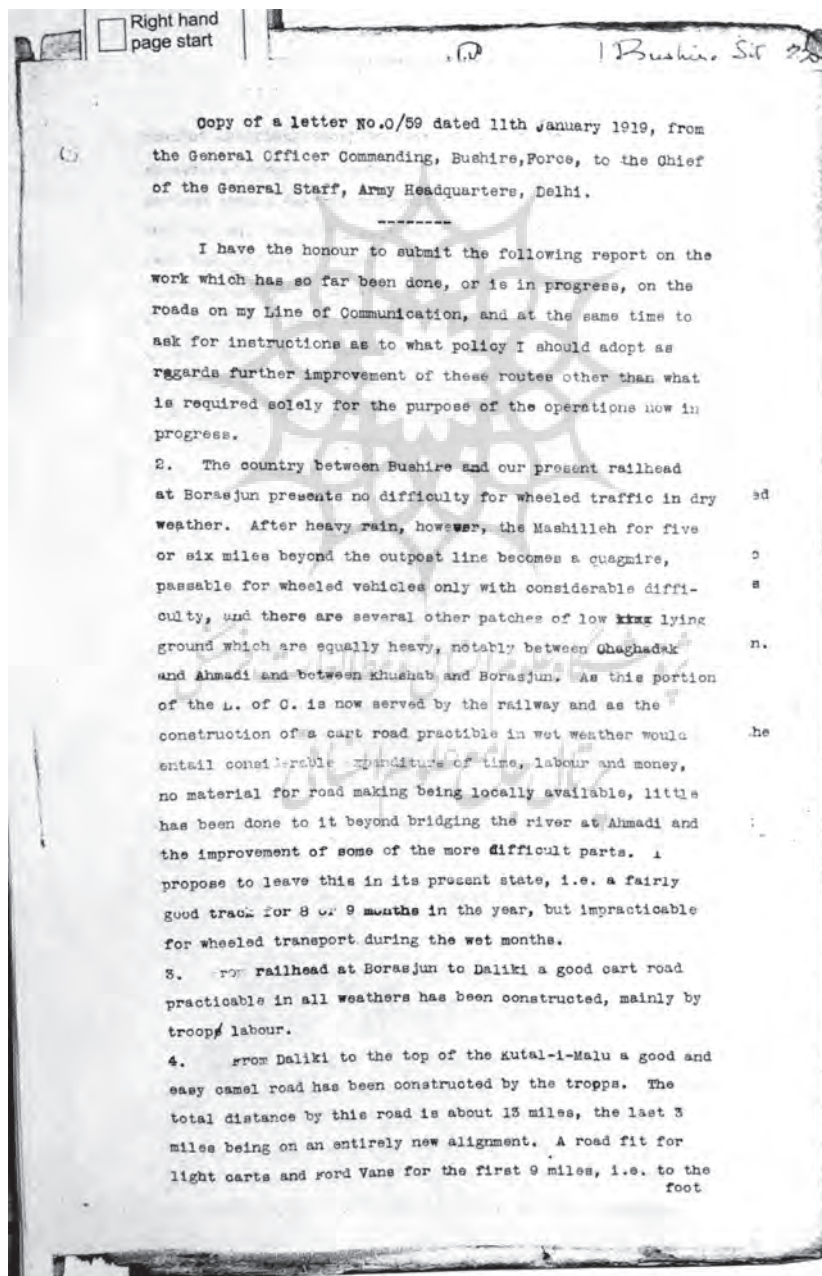 Right hand
page start
Bushire. Sit
Copy of a letter No.O/59 dated 11th January 1919, from
the General Officer Commanding, Bushire,Force, to the Chief
of the General Staff, Army Headquarters, Delhi.
--------
I have the honour to submit the following report on the
work which has so far been done, or is in progress, on the
roads on my Line of Communication, and at the same time to
ask for instructions as to what policy I should adopt as
regards further improvement of these routes other than what
is required solely for the purpose of the operations now in
progress.
2. The country between Bushire and our present railhead
at Borasjun presents no difficulty for wheeled traffic in dry
ed
weather. After heavy rain, however, the Mashilleh for five
or six miles beyond the outpost line becomes a quagmire,
passable for wheeled vehicles only with considerable diffi-
s
culty, and there are several other patches of low lying
ground which are equally heavy, notably between Chaghadak
n.
and Ahmadi and between Khushab and Borasjun. As this portion
of the L. of C. is now served by the railway and as the
construction of a cart road practible in wet weather would
he
entail considerable expenditure of time, labour and money,
no material for road making being locally available, little
has been done to it beyond bridging the river at Ahmadi and
the improvement of some of the more difficult parts. I
propose to leave this in its present state, i.e. a fairly
good track for 8 or 9 months in the year, but impracticable
for wheeled transport during the wet months.
3. From railhead at Borasjun to Daliki a good cart road
practicable in all weathers has been constructed, mainly by
troop labour.
4. From Daliki to the top of the Kutal-i-Malu a good and
easy camel road has been constructed by the tropps. The
total distance by this road is about 13 miles, the last 3
miles being on an entirely new alignment. A road fit for
light carts and Ford Vans for the first 9 miles, i.e. to the
foot